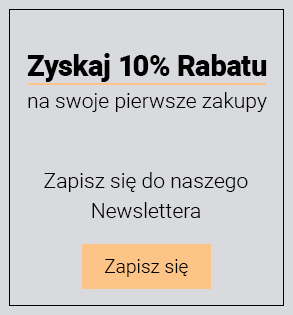 Zyskaj 10% Rabatu
na swoje pierwsze zakupy
Zapisz się do naszego
Newslettera
Zapisz się